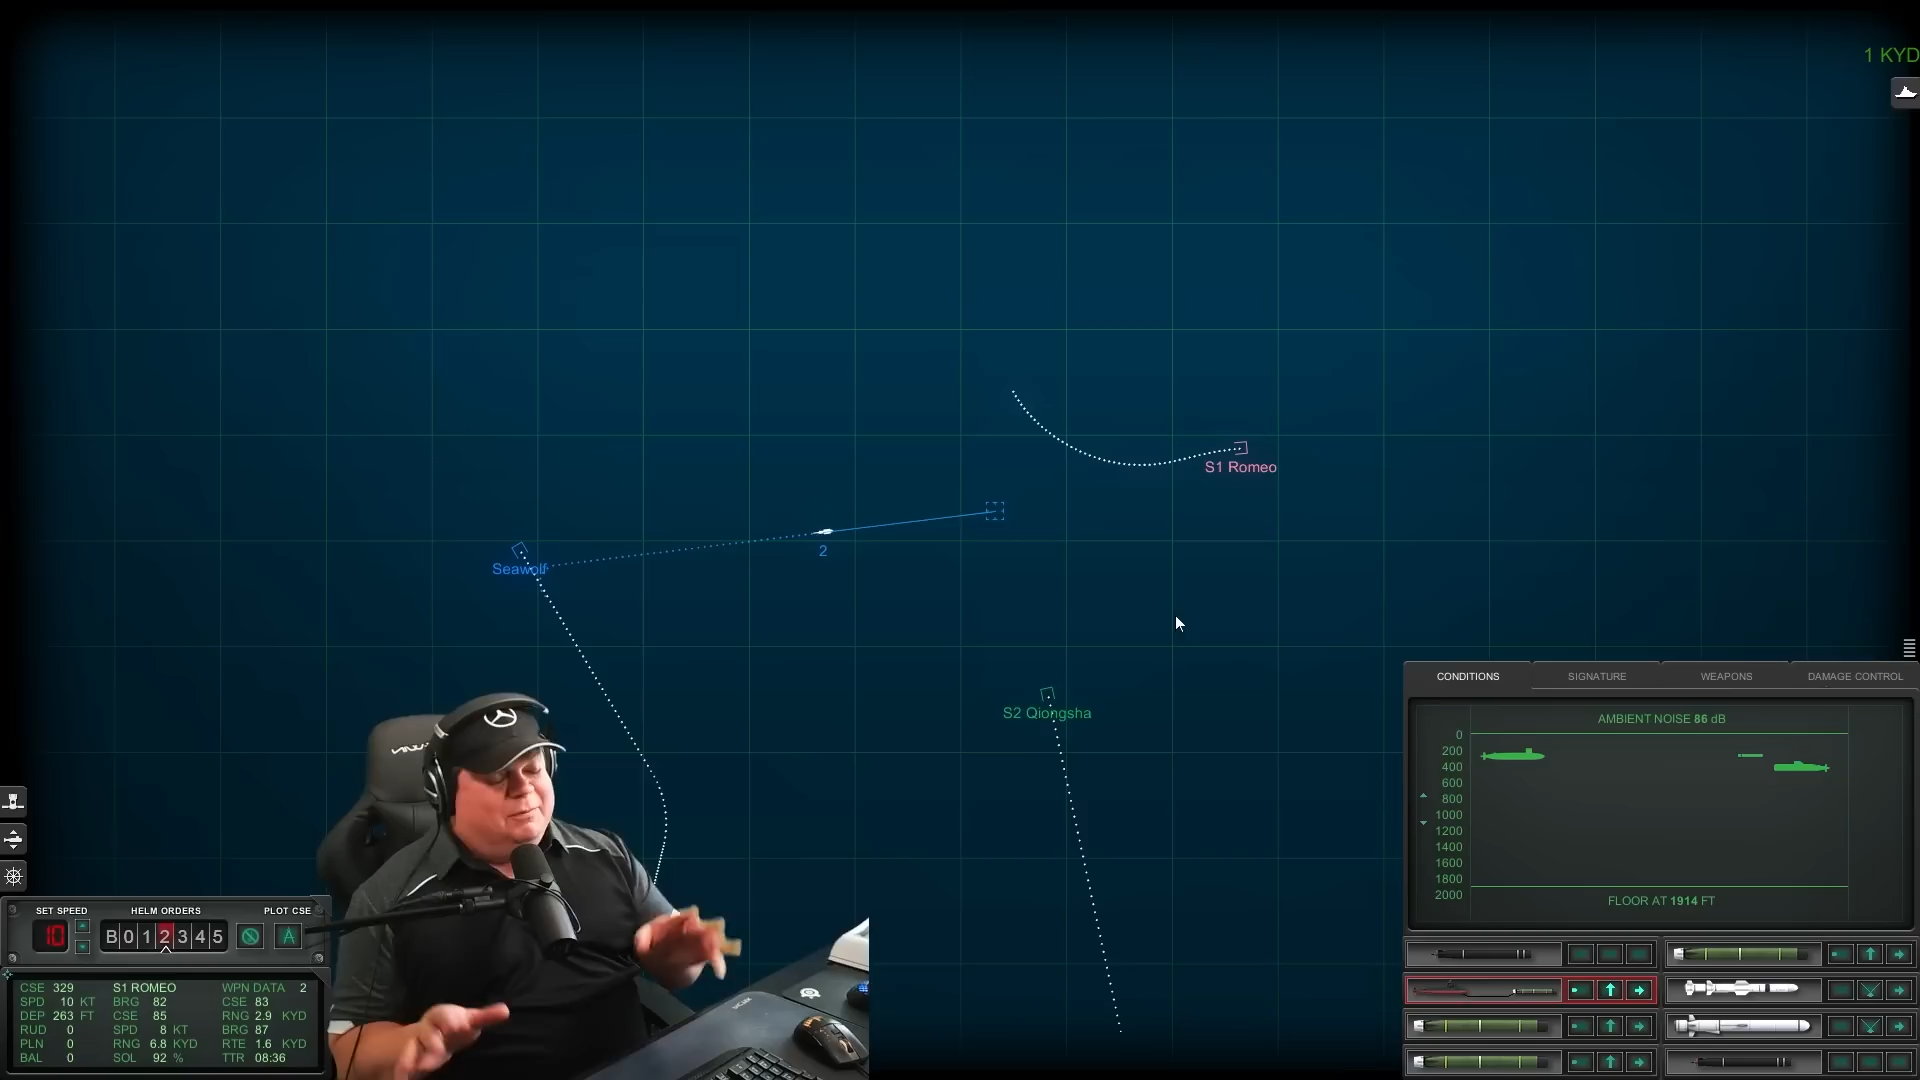 1 KYD
S1 Romeo
2
Seawolf
S2 Qiongsha
CONDITIONS SIGNATURE WEAPONS DAMAGE CONTROL
AMBIENT NOISE 86 dB
0
200
400
600
800
1000
1200
1400
1600
1800
2000
FLOOR AT 1914 FT
SET SPEED HELM ORDERS PLOT CSE
10 B 0 1 2 3 4 5
CSE 329 S1 ROMEO WPN DATA 2
SPD 10 KT BRG 82 CSE 83
DEP 263 FT CSE 85 RNG 2.9 KYD
RUD 0 SPD 8 KT BRG 87
PLN 0 RNG 6.8 KYD RTE 1.6 KYD
BAL 0 SOL 92 % TTR 08:36